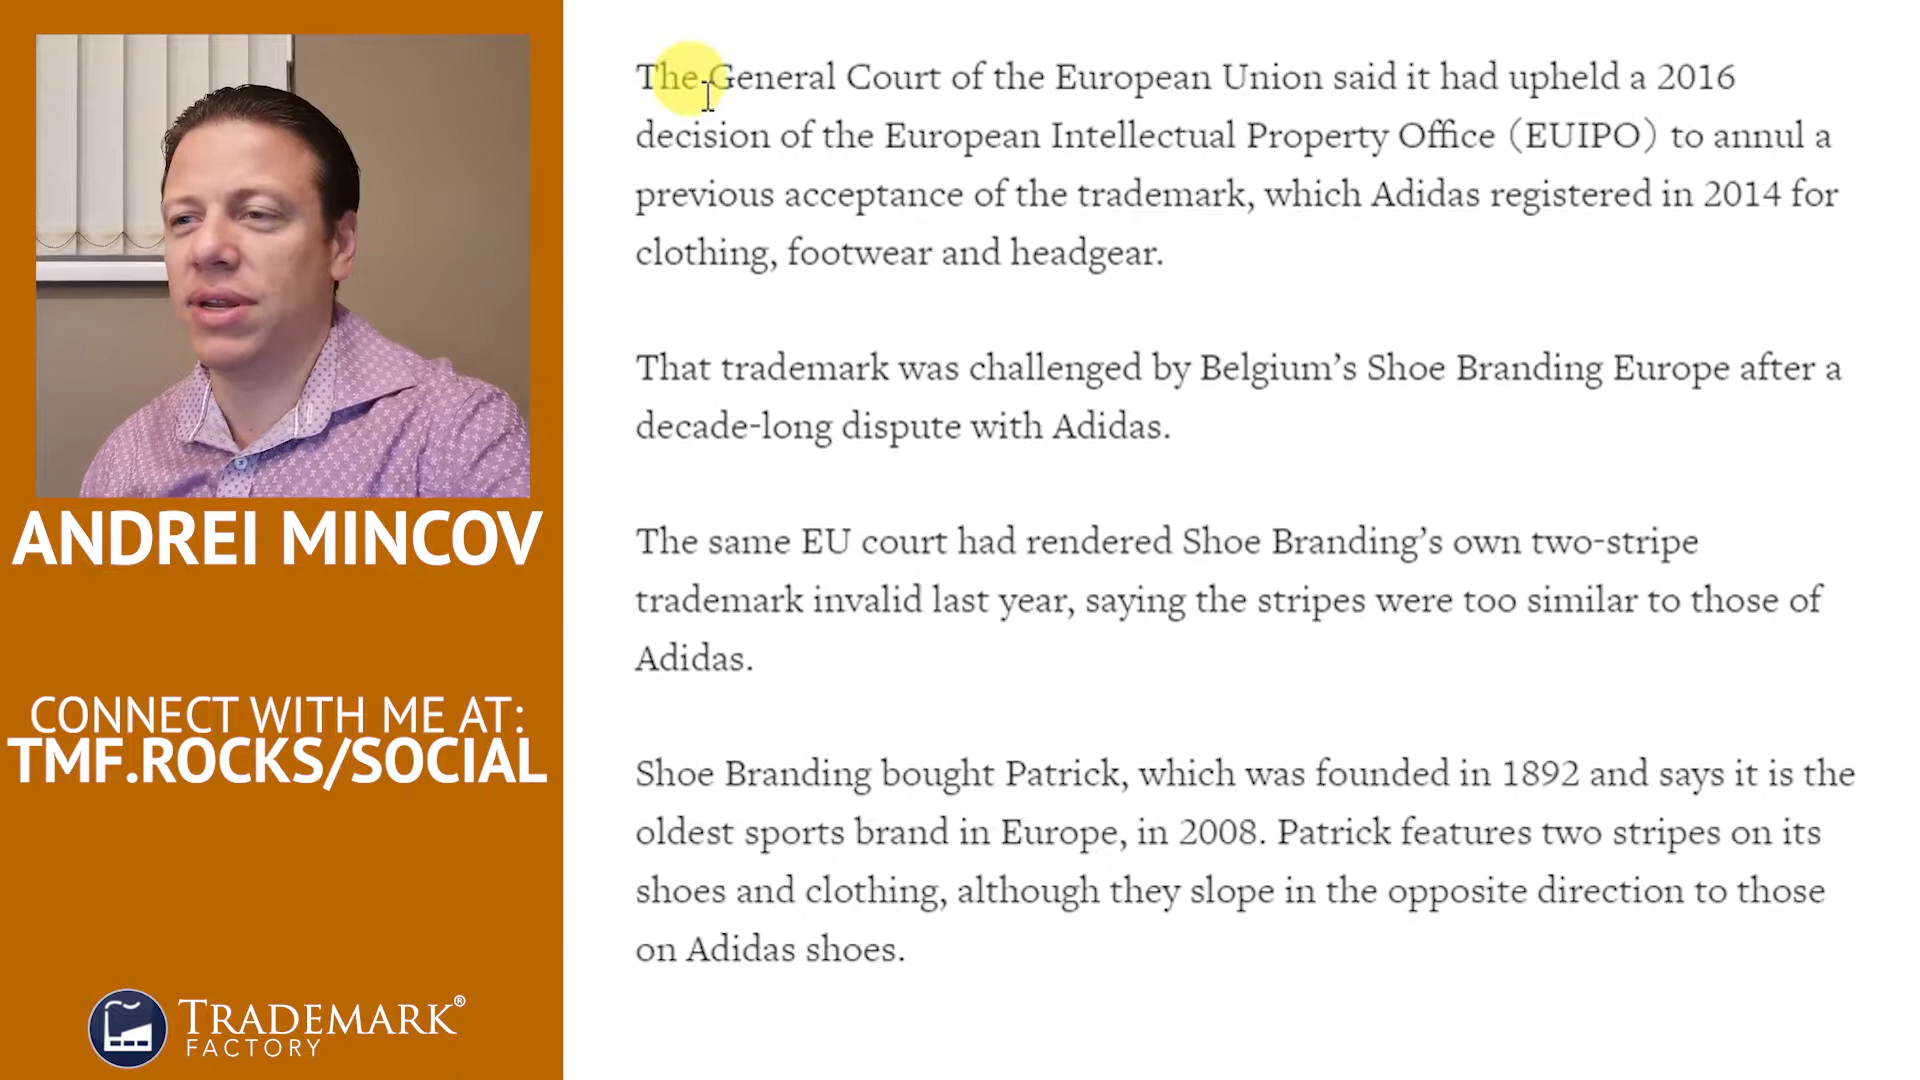 ANDREI MINCOV
CONNECT WITH ME AT:
TMF.ROCKS/SOCIAL
TRADEMARK®
FACTORY
The General Court of the European Union said it had upheld a 2016
decision of the European Intellectual Property Office (EUIPO) to annul a
previous acceptance of the trademark, which Adidas registered in 2014 for
clothing, footwear and headgear.
That trademark was challenged by Belgium’s Shoe Branding Europe after a
decade-long dispute with Adidas.
The same EU court had rendered Shoe Branding’s own two-stripe
trademark invalid last year, saying the stripes were too similar to those of
Adidas.
Shoe Branding bought Patrick, which was founded in 1892 and says it is the
oldest sports brand in Europe, in 2008. Patrick features two stripes on its
shoes and clothing, although they slope in the opposite direction to those
on Adidas shoes.